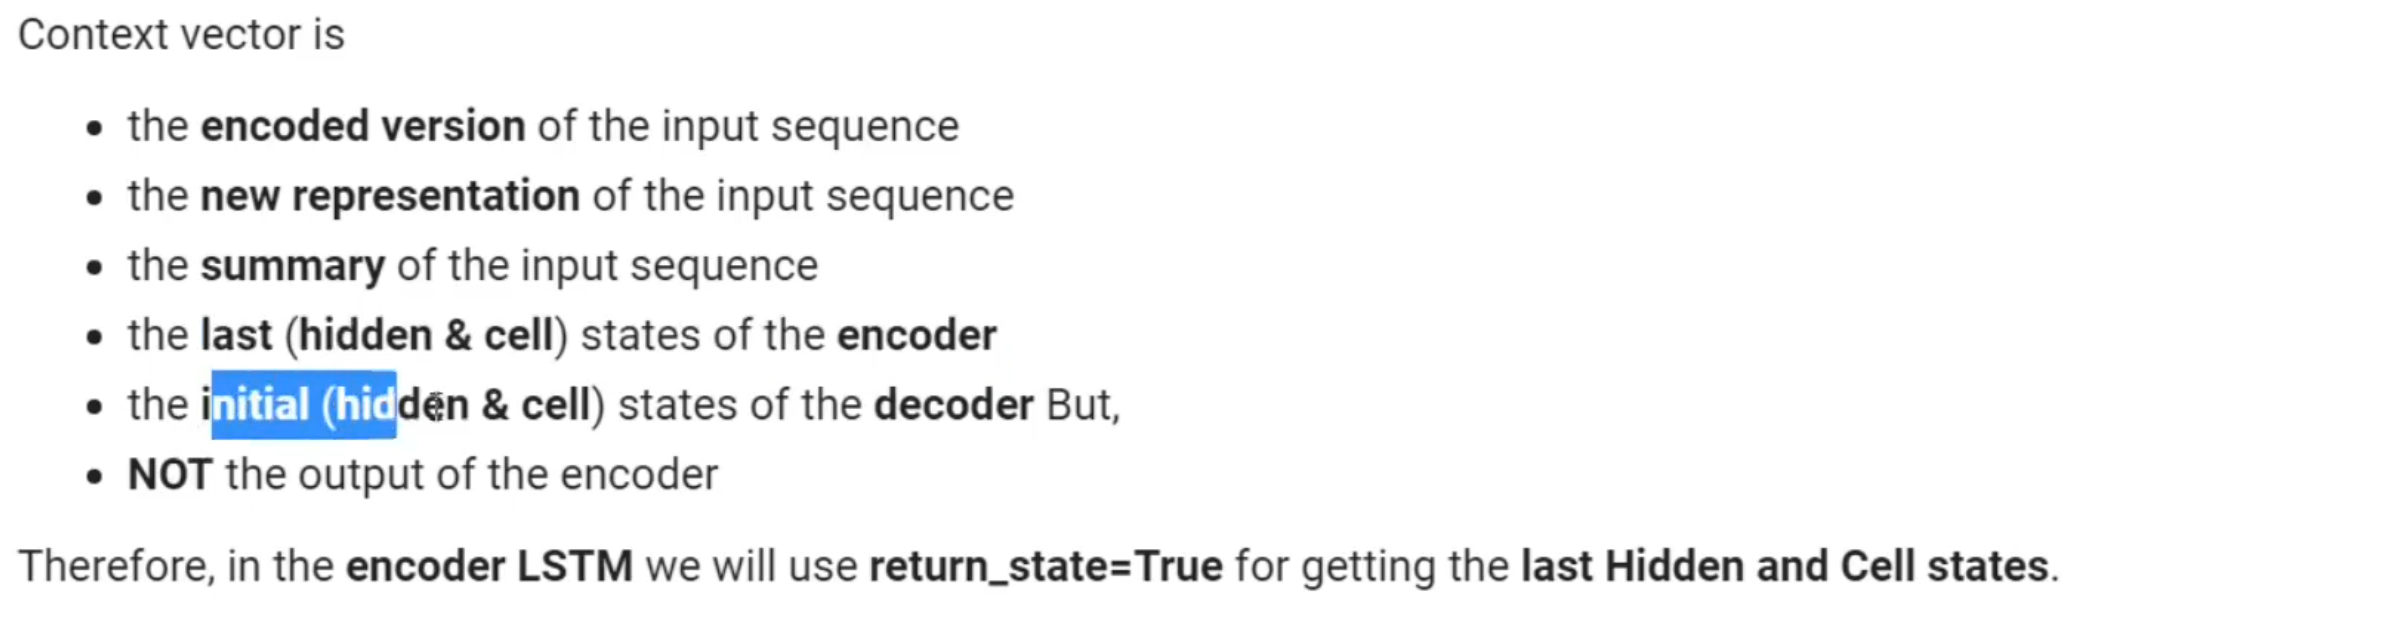 Context vector is
• the encoded version of the input sequence
• the new representation of the input sequence
• the summary of the input sequence
• the last (hidden & cell) states of the encoder
• the initial (hidden & cell) states of the decoder But,
• NOT the output of the encoder
Therefore, in the encoder LSTM we will use return_state=True for getting the last Hidden and Cell states.